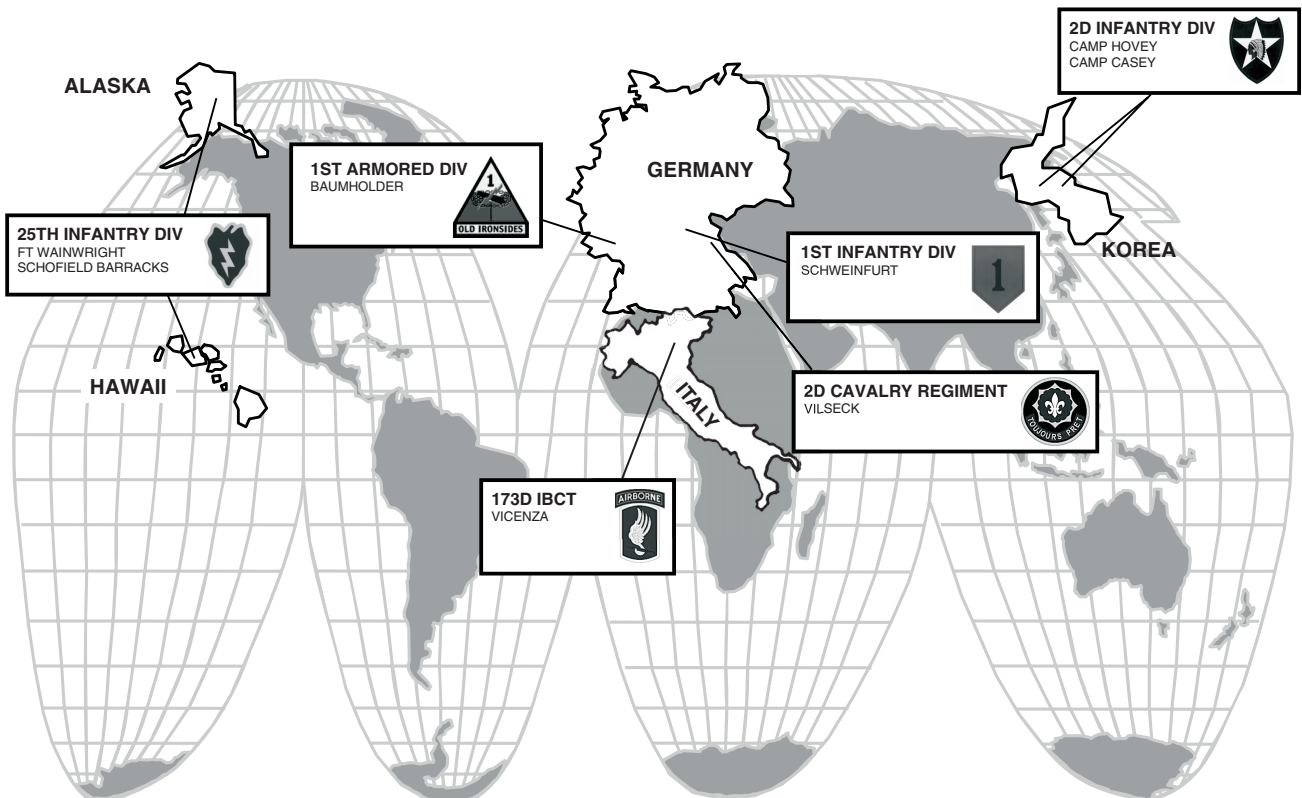 2D INFANTRY DIV
CAMP HOVEY
CAMP CASEY
ALASKA
1ST ARMORED DIV
BAUMHOLDER
1
OLD IRONSIDES
GERMANY
25TH INFANTRY DIV
FT WAINWRIGHT
SCHOFIELD BARRACKS
1ST INFANTRY DIV
SCHWEINFURT
1
KOREA
HAWAII
ITALY
2D CAVALRY REGIMENT
VILSECK
TOUJOURS PRET
173D IBCT
VICENZA
AIRBORNE